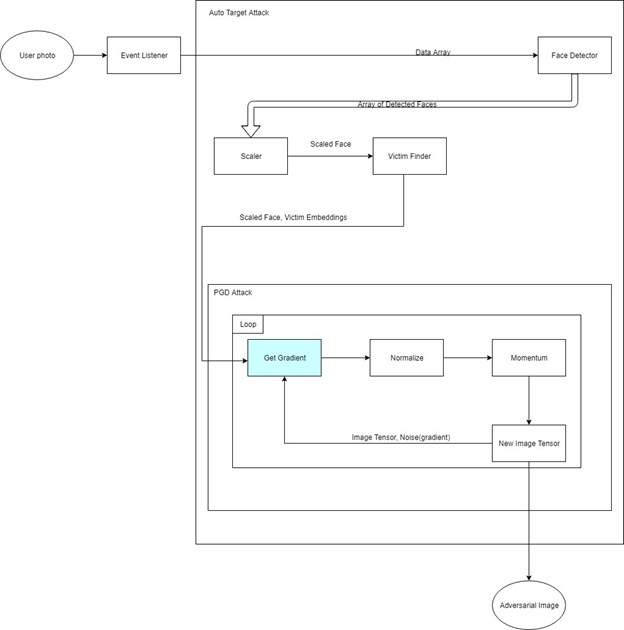 Auto Target Attack
User photo
Event Listener
Data Array
Face Detector
Array of Detected Faces
Scaler
Scaled Face
Victim Finder
Scaled Face, Victim Embeddings
PGD Attack
Loop
Get Gradient
Normalize
Momentum
Image Tensor, Noise(gradient)
New Image Tensor
Adversarial Image